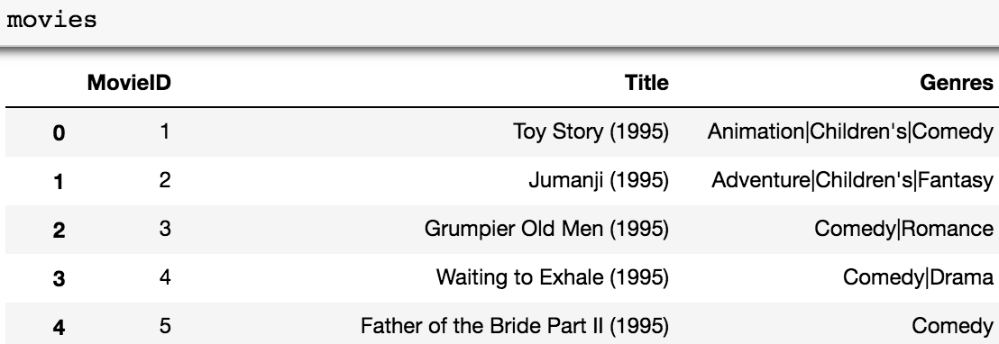 movies
MovieID Title Genres
0 1 Toy Story (1995) Animation|Children's|Comedy
1 2 Jumanji (1995) Adventure|Children's|Fantasy
2 3 Grumpier Old Men (1995) Comedy|Romance
3 4 Waiting to Exhale (1995) Comedy|Drama
4 5 Father of the Bride Part II (1995) Comedy